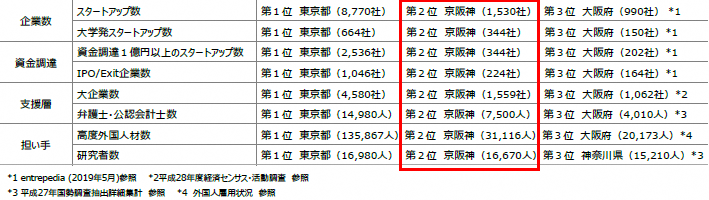 企業数 スタートアップ数 第１位 東京都（8,770社） 第２位 京阪神（1,530社） 第３位 大阪府（990社） *1
大学発スタートアップ数 第１位 東京都（664社） 第２位 京阪神（344社） 第３位 大阪府（150社） *1
資金調達 資金調達１億円以上のスタートアップ数 第１位 東京都（2,536社） 第２位 京阪神（344社） 第３位 大阪府（202社） *1
IPO/Exit企業数 第１位 東京都（1,046社） 第２位 京阪神（224社） 第３位 大阪府（164社） *1
支援層 大企業数 第１位 東京都（4,580社） 第２位 京阪神（1,559社） 第３位 大阪府（1,062社） *2
弁護士・公認会計士数 第１位 東京都（14,980人） 第２位 京阪神（7,500人） 第３位 大阪府（4,010人） *3
担い手 高度外国人材数 第１位 東京都（135,867人） 第２位 京阪神（31,116人） 第３位 大阪府（20,173人） *4
研究者数 第１位 東京都（16,980人） 第２位 京阪神（16,670人） 第３位 神奈川県（15,210人） *3
*1 entrepedia (2019年5月)参照 *2平成28年度経済センサス・活動調査 参照
*3 平成27年国勢調査抽出詳細集計 参照 *4 外国人雇用状況 参照